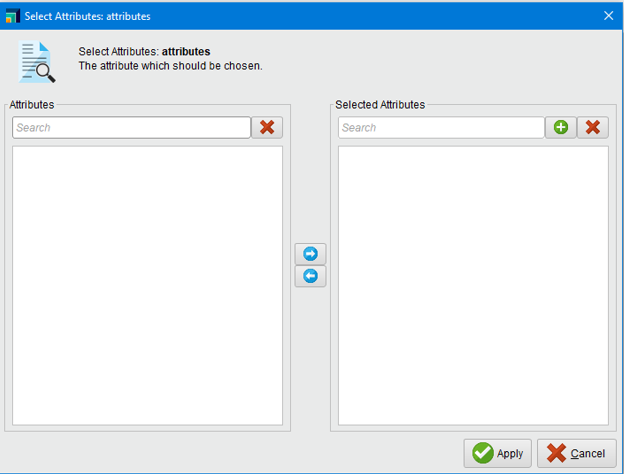 Select Attributes: attributes
Select Attributes: attributes
The attribute which should be chosen.
Attributes
Selected Attributes
Search
Search
Apply
Cancel